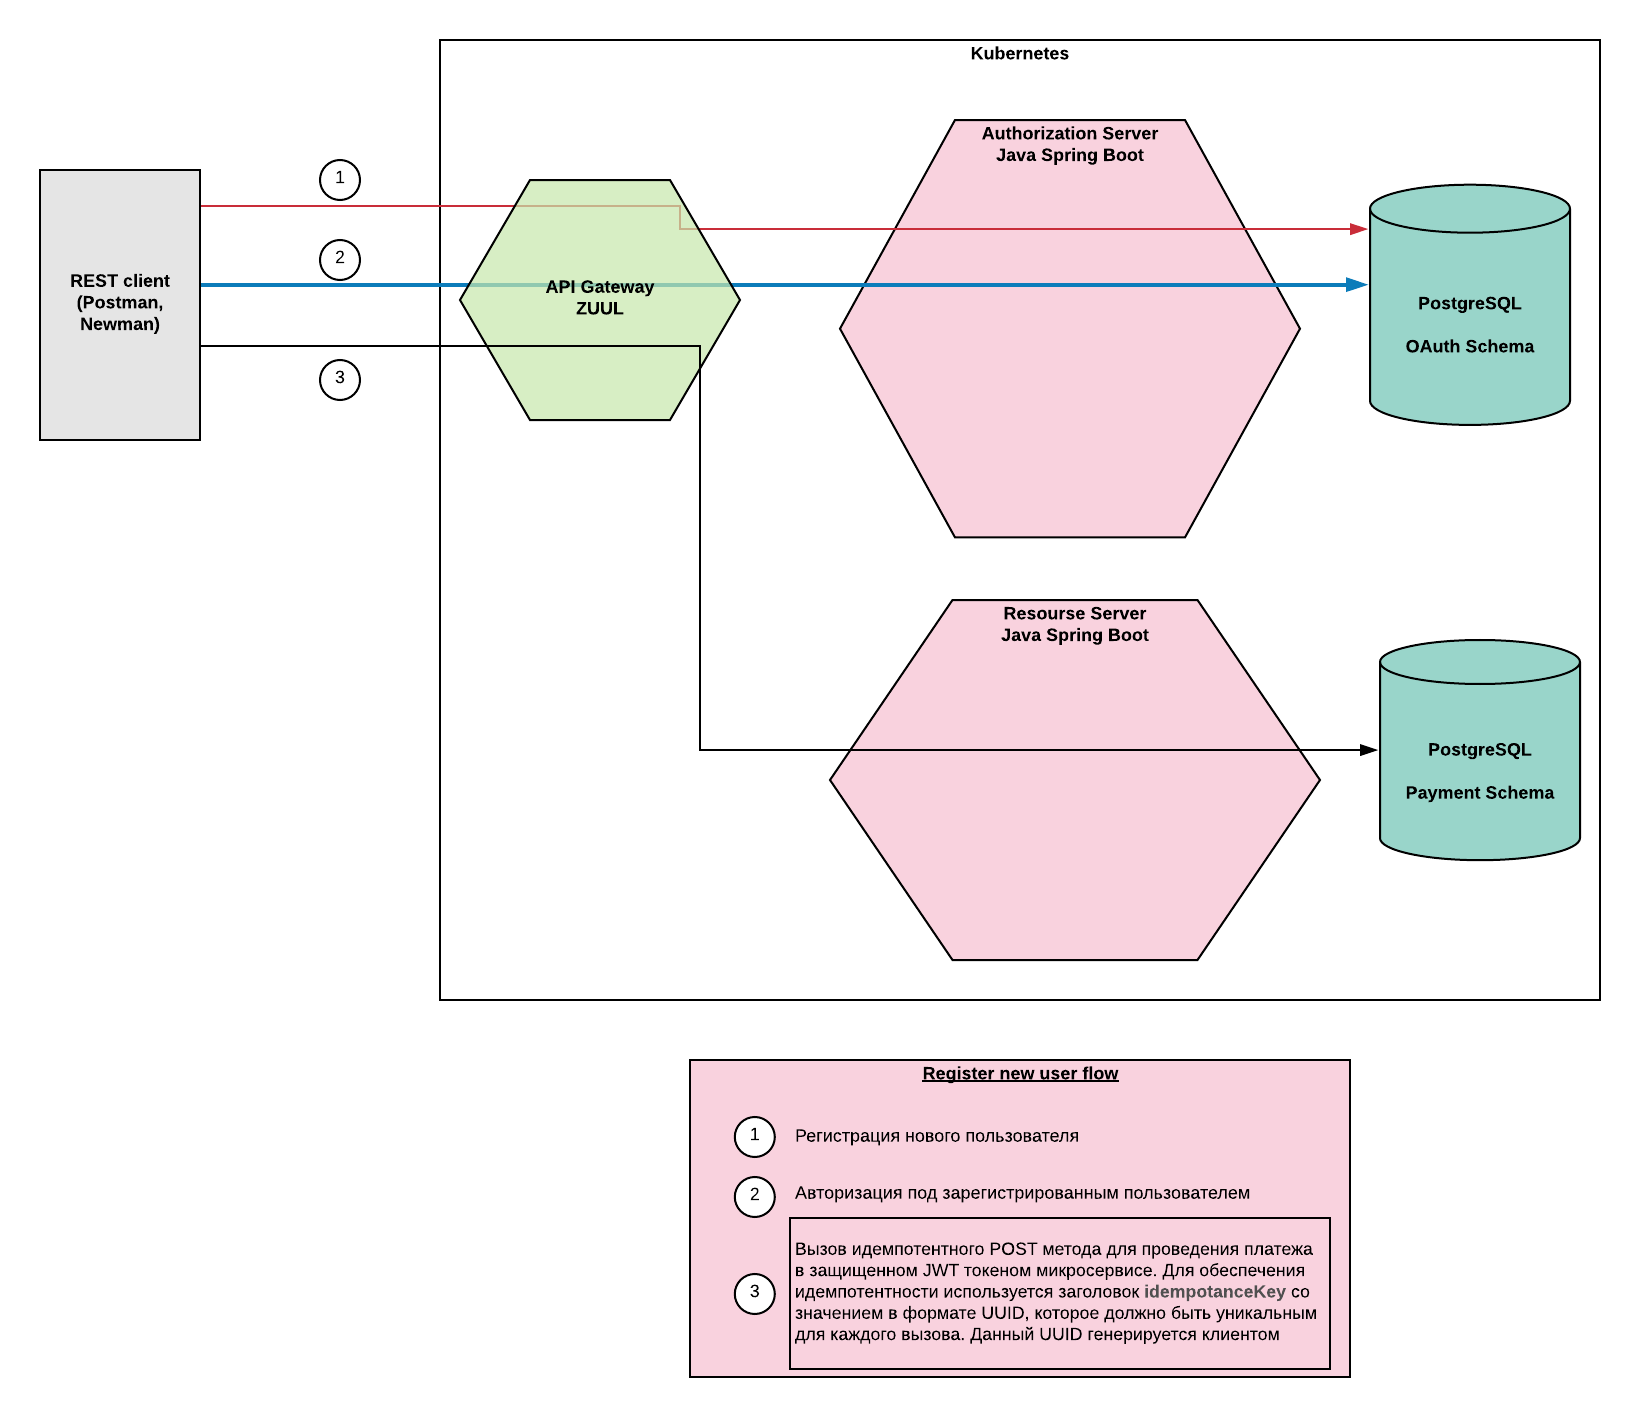 Kubernetes
Authorization Server
Java Spring Boot
1
2
REST client
(Postman,
Newman)
API Gateway
ZUUL
PostgreSQL
OAuth Schema
3
Resourse Server
Java Spring Boot
PostgreSQL
Payment Schema
Register new user flow
1
Регистрация нового пользователя
2
Авторизация под зарегистрированным пользователем
3
Вызов идемпотентного POST метода для проведения платежа
в защищенном JWT токеном микросервисе. Для обеспечения
идемпотентности используется заголовок idempotanceKey со
значением в формате UUID, которое должно быть уникальным
для каждого вызова. Данный UUID генерируется клиентом